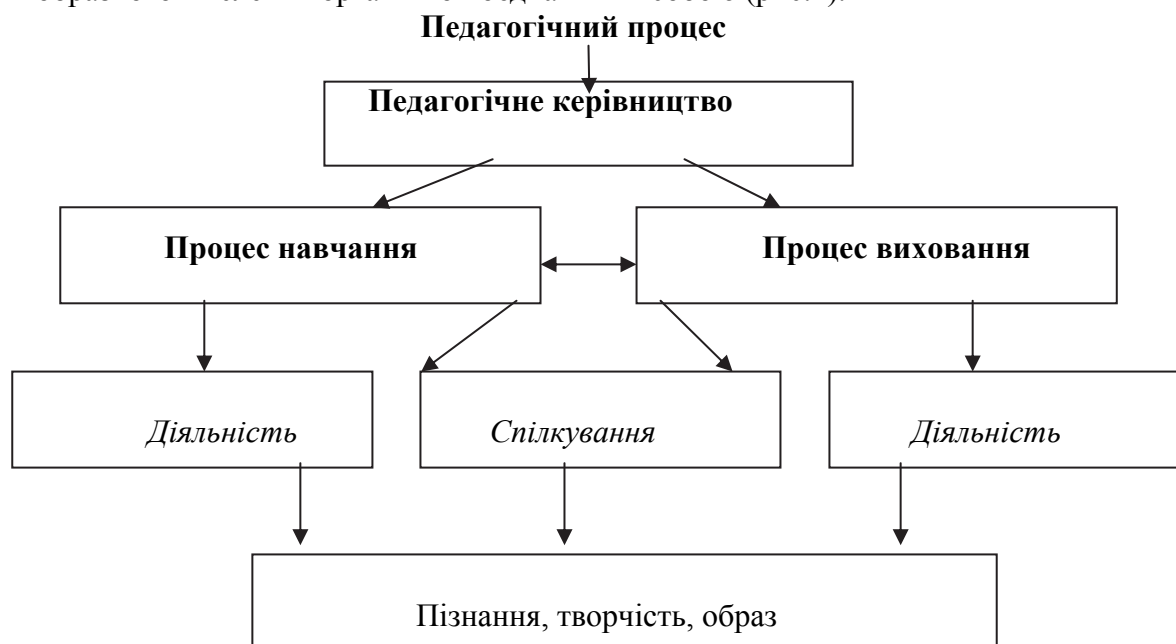 Педагогічний процес
Педагогічне керівництво
Процес навчання
Процес виховання
Діяльність
Спілкування
Діяльність
Пізнання, творчість, образ